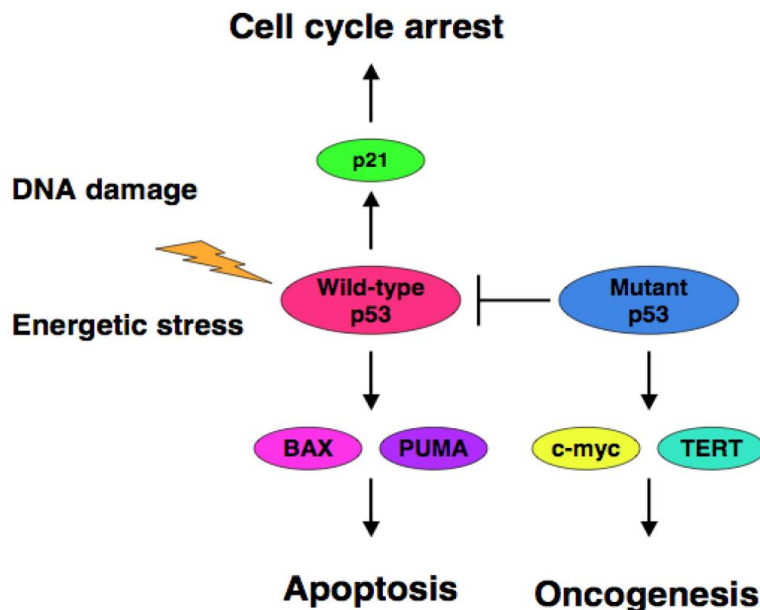 Cell cycle arrest
p21
DNA damage
Wild-type
p53
Mutant
p53
Energetic stress
BAX
PUMA
c-myc
TERT
Apoptosis
Oncogenesis